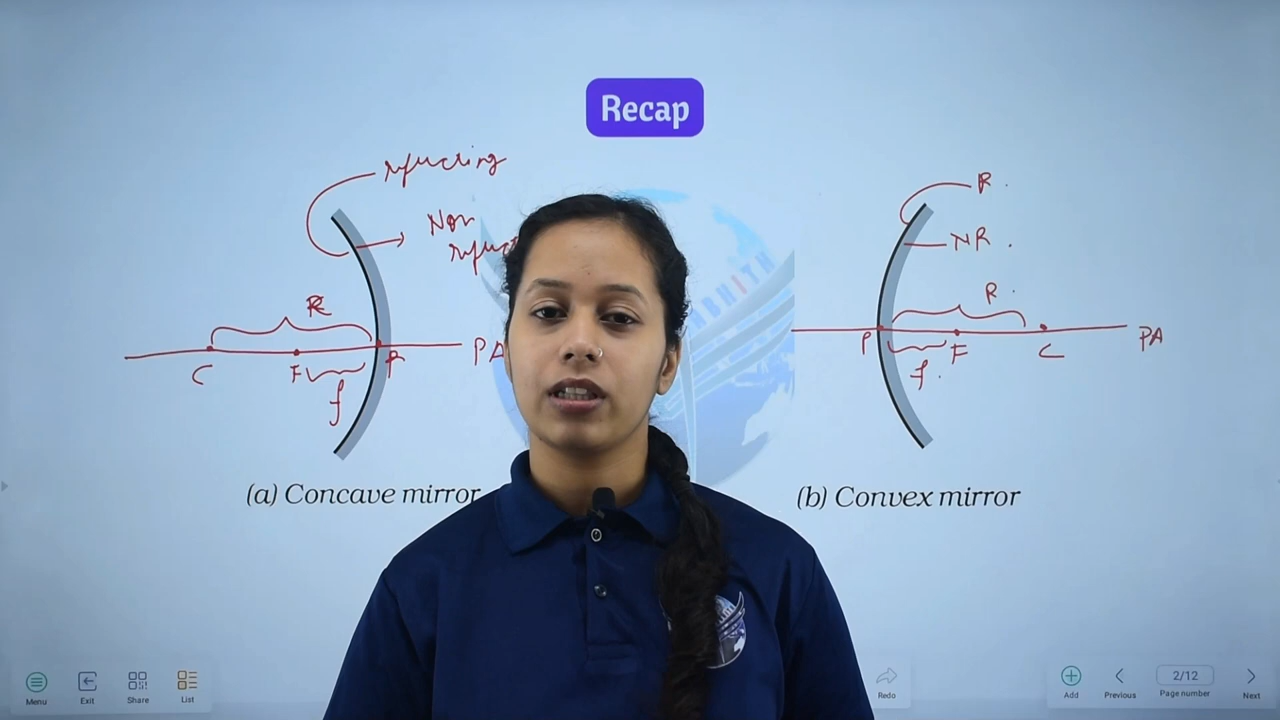 Recap
reflecting
Non
R
C
F
f
P
PA
(a) Concave mirror
R.
NR.
R.
P
f.
F
C
PA
(b) Convex mirror
Menu
Exit
Share
List
Redo
Add
Previous
2/12
Page number
Next